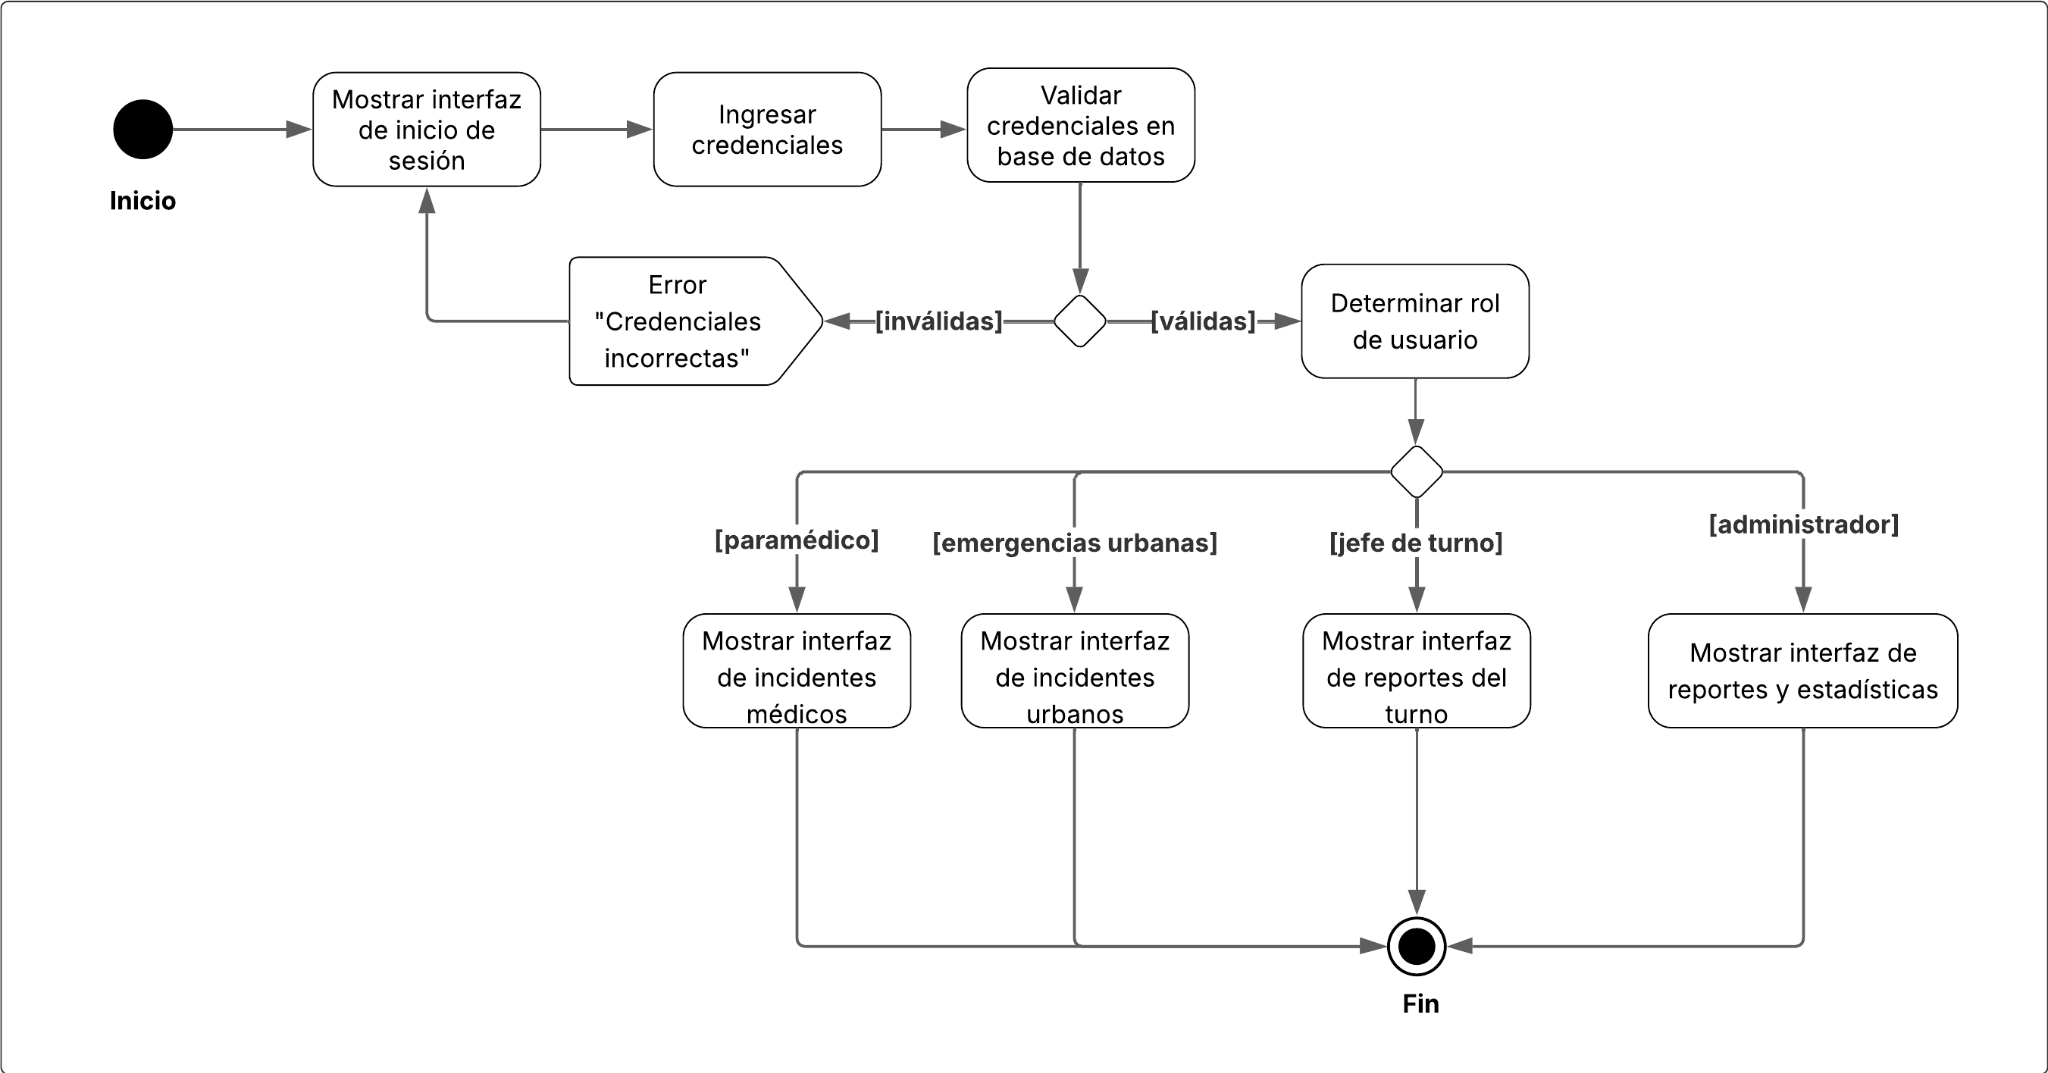 Mostrar interfaz
de inicio de
sesión
Ingresar
credenciales
Validar
credenciales en
base de datos
Inicio
Error
"Credenciales
incorrectas"
[inválidas]
[válidas]
Determinar rol
de usuario
[paramédico]
[emergencias urbanas]
[jefe de turno]
[administrador]
Mostrar interfaz
de incidentes
médicos
Mostrar interfaz
de incidentes
urbanos
Mostrar interfaz
de reportes del
turno
Mostrar interfaz de
reportes y estadísticas
Fin